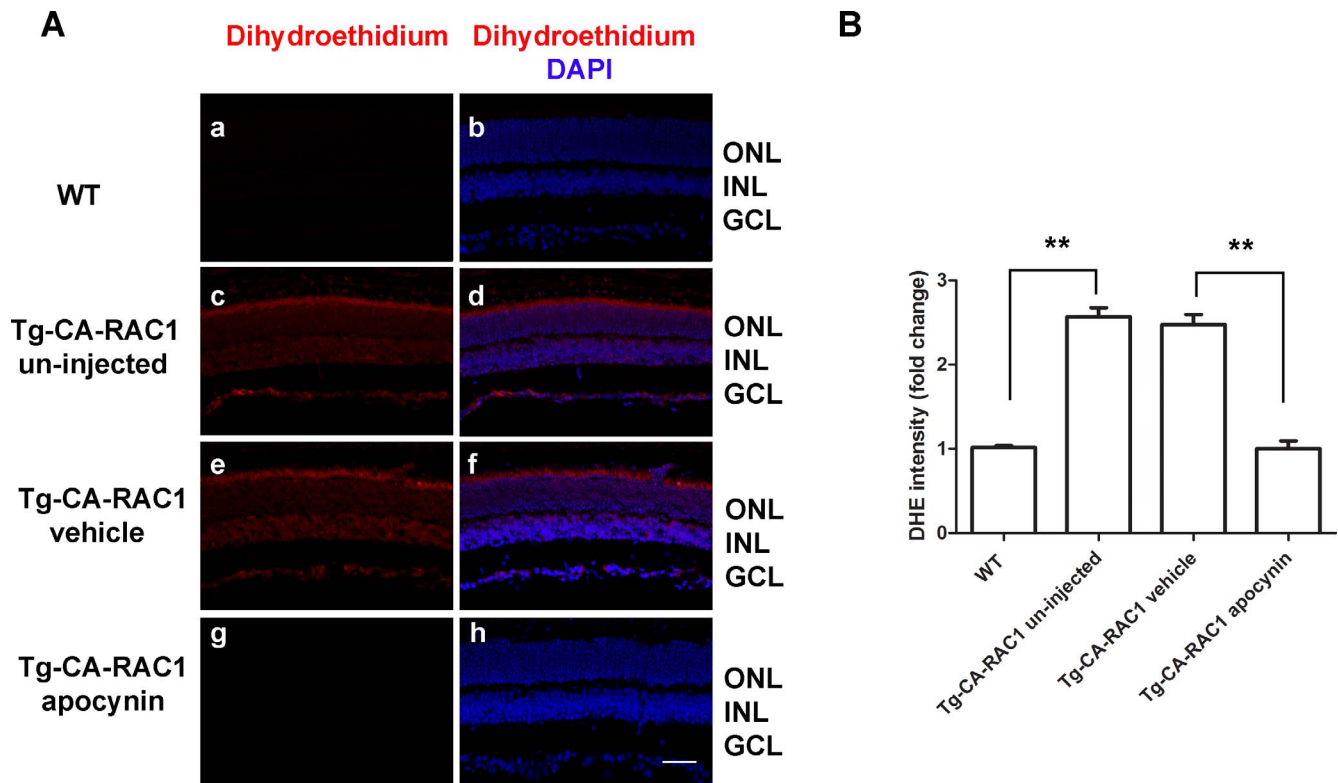 A
B
Dihydroethidium
Dihydroethidium
DAPI
WT
a
b
ONL
INL
GCL
Tg-CA-RAC1
un-injected
c
d
ONL
INL
GCL
Tg-CA-RAC1
vehicle
e
f
ONL
INL
GCL
Tg-CA-RAC1
apocynin
g
h
ONL
INL
GCL
DHE intensity (fold change)
3
2
1
0
**
**
WT
Tg-CA-RAC1 un-injected
Tg-CA-RAC1 vehicle
Tg-CA-RAC1 apocynin